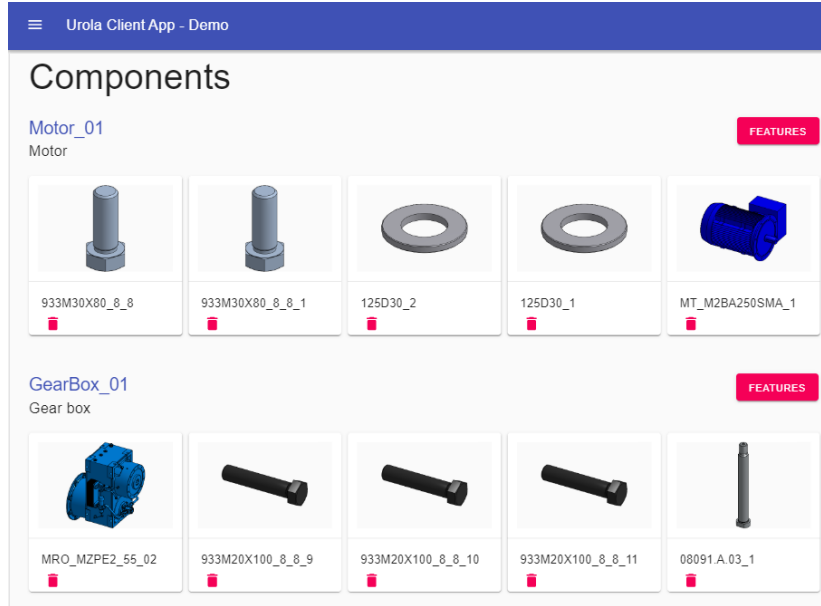 Urola Client App - Demo
Components
Motor_01
FEATURES
Motor
933M30X80_8_8
933M30X80_8_8_1
125D30_2
125D30_1
MT_M2BA250SMA_1
GearBox_01
FEATURES
Gear box
MRO_MZPE2_55_02
933M20X100_8_8_9
933M20X100_8_8_10
933M20X100_8_8_11
08091.A.03_1